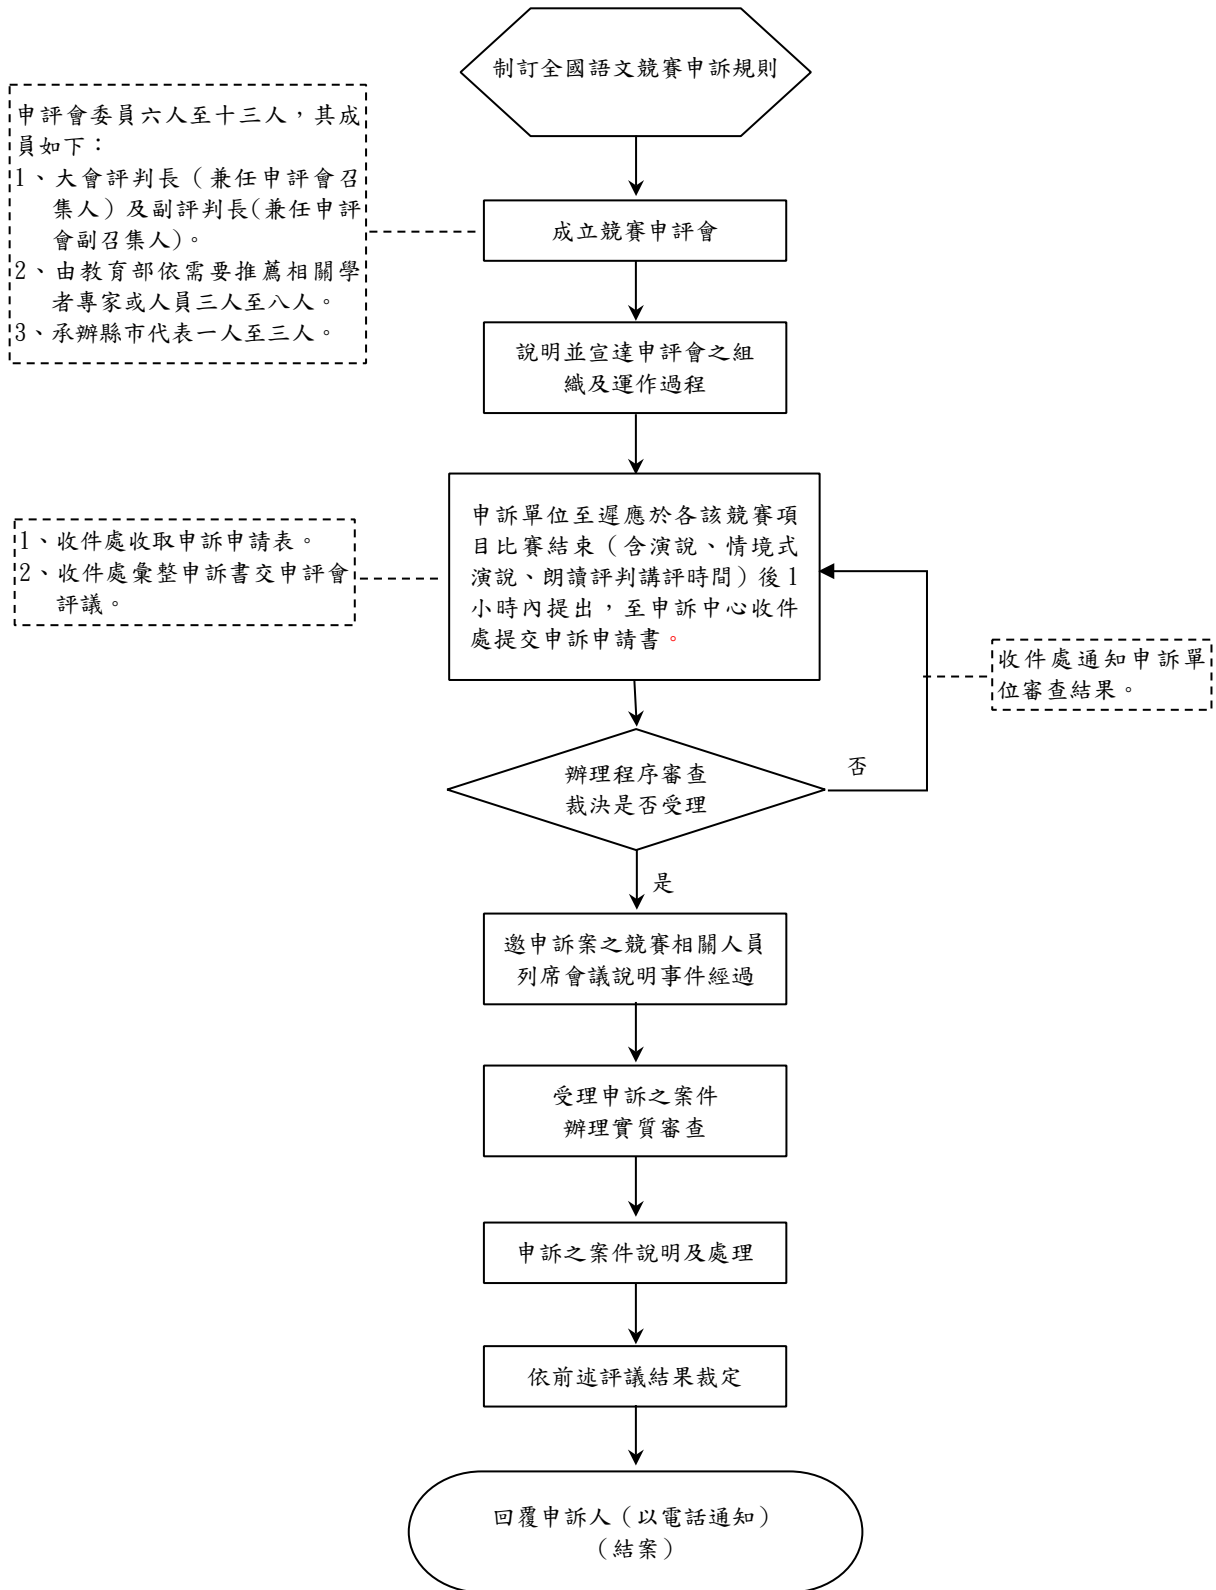 制訂全國語文競賽申訴規則
申評會委員六人至十三人，其成
員如下：
1、大會評判長（兼任申評會召
集人）及副評判長(兼任申評
會副召集人)。
2、由教育部依需要推薦相關學
者專家或人員三人至八人。
3、承辦縣市代表一人至三人。
成立競賽申評會
說明並宣達申評會之組
織及運作過程
申訴單位至遲應於各該競賽項
目比賽結束（含演說、情境式
演說、朗讀評判講評時間）後1
小時內提出，至申訴中心收件
處提交申訴申請書。
1、收件處收取申訴申請表。
2、收件處彙整申訴書交申評會
評議。
收件處通知申訴單
位審查結果。
辦理程序審查
裁決是否受理
否
是
邀申訴案之競賽相關人員
列席會議說明事件經過
受理申訴之案件
辦理實質審查
申訴之案件說明及處理
依前述評議結果裁定
回覆申訴人（以電話通知）
（結案）